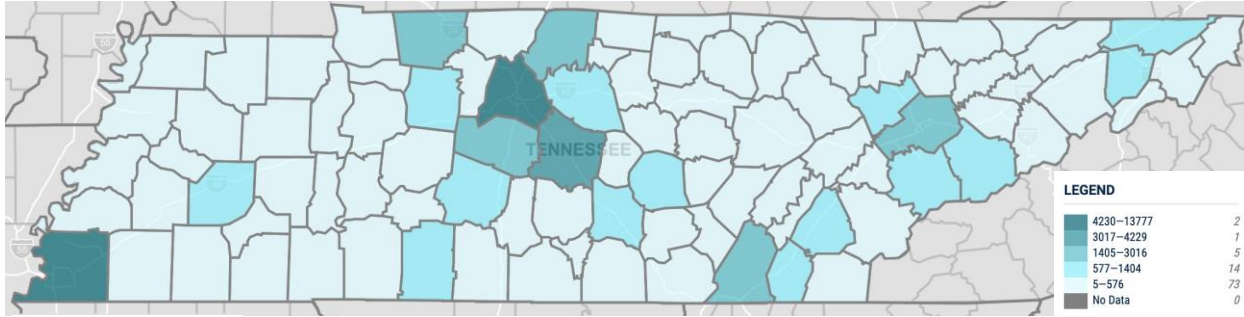 TENNESSEE
LEGEND
4230–13777 2
3017–4229 1
1405–3016 5
577–1404 14
5–576 73
No Data 0